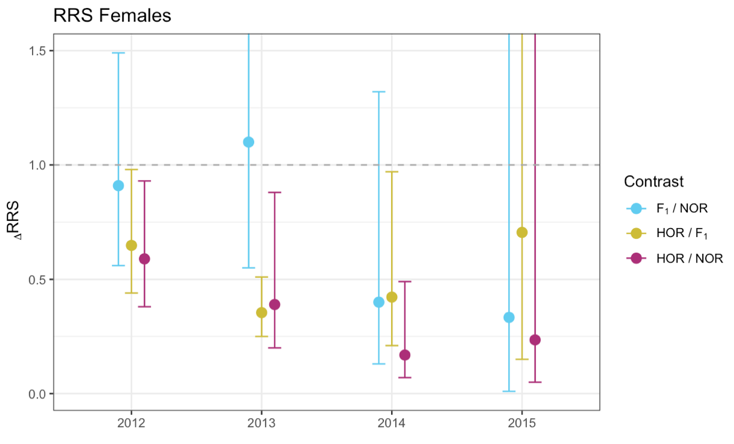 RRS Females
1.5
1.0
0.5
0.0
ΔRRS
2012
2013
2014
2015
Contrast
F₁ / NOR
HOR / F₁
HOR / NOR